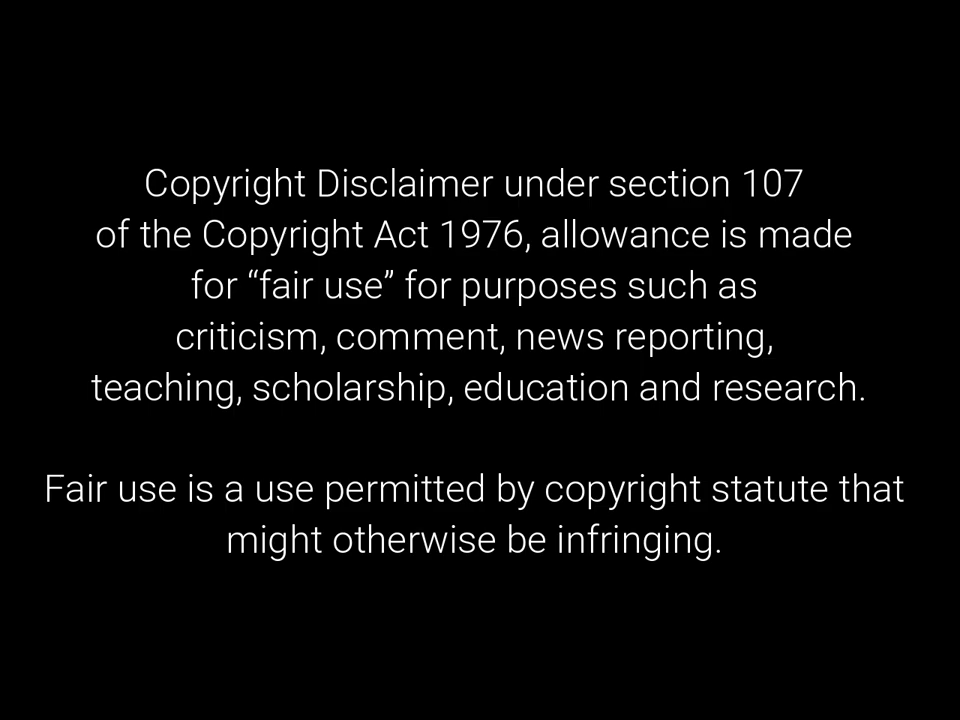 Copyright Disclaimer under section 107
of the Copyright Act 1976, allowance is made
for “fair use” for purposes such as
criticism, comment, news reporting,
teaching, scholarship, education and research.
Fair use is a use permitted by copyright statute that
might otherwise be infringing.